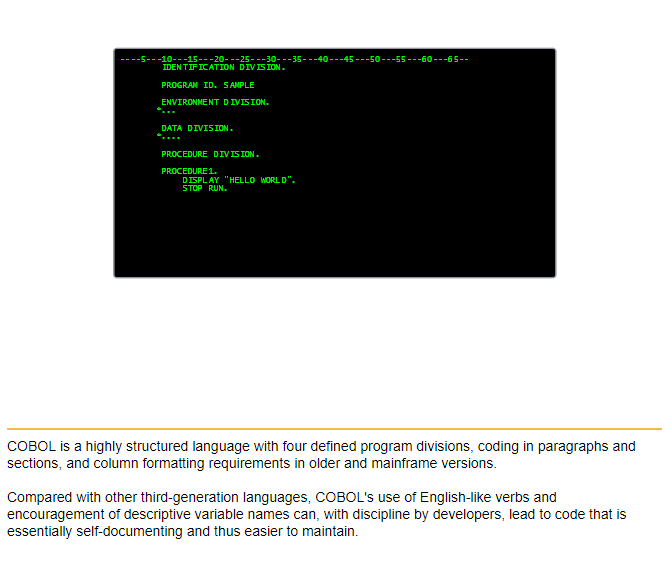 ----5---10---15---20---25---30---35---40---45---50---55---60---65--
IDENTIFICATION DIVISION.
PROGRAM ID. SAMPLE
ENVIRONMENT DIVISION.
*...
DATA DIVISION.
*....
PROCEDURE DIVISION.
PROCEDURE1.
DISPLAY "HELLO WORLD".
STOP RUN.
COBOL is a highly structured language with four defined program divisions, coding in paragraphs and
sections, and column formatting requirements in older and mainframe versions.
Compared with other third-generation languages, COBOL's use of English-like verbs and
encouragement of descriptive variable names can, with discipline by developers, lead to code that is
essentially self-documenting and thus easier to maintain.